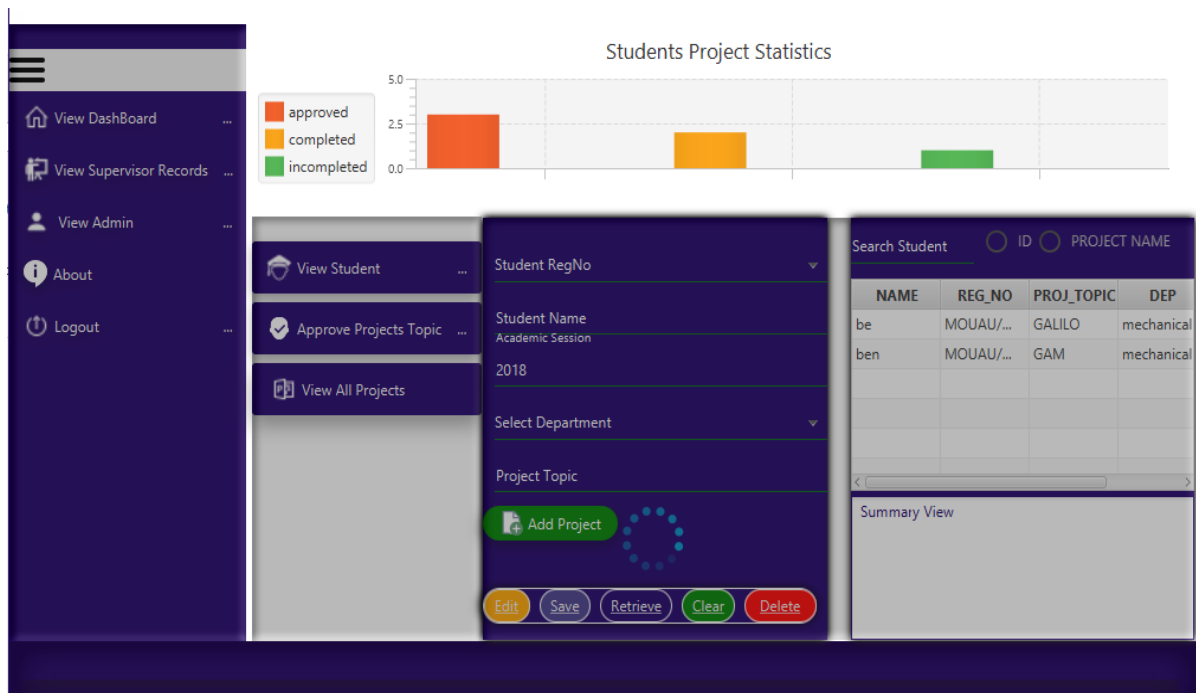 Students Project Statistics
5.0
2.5
0.0
approved
completed
incompleted
View DashBoard ...
View Supervisor Records ...
View Admin ...
About
Logout ...
View Student ...
Approve Projects Topic ...
View All Projects
Student RegNo
Student Name
Academic Session
2018
Select Department
Project Topic
Add Project
Edit Save Retrieve Clear Delete
Search Student ID PROJECT NAME
NAME REG_NO PROJ_TOPIC DEP
be MOUAU/... GALILO mechanical
ben MOUAU/... GAM mechanical
Summary View